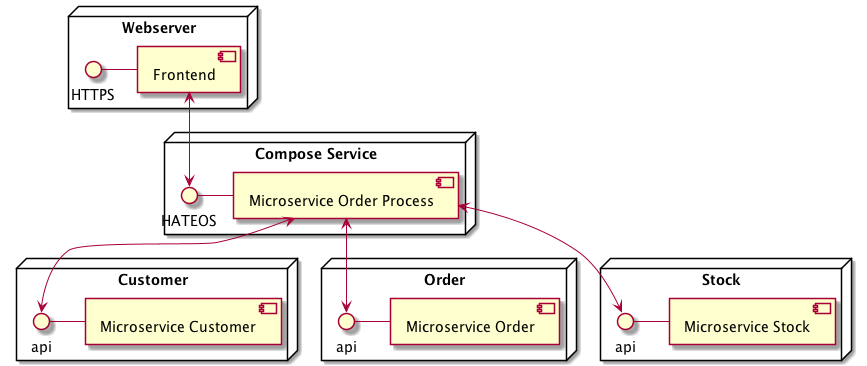 Webserver
Frontend
HTTPS
Compose Service
Microservice Order Process
HATEOS
Customer
Microservice Customer
api
Order
Microservice Order
api
Stock
Microservice Stock
api